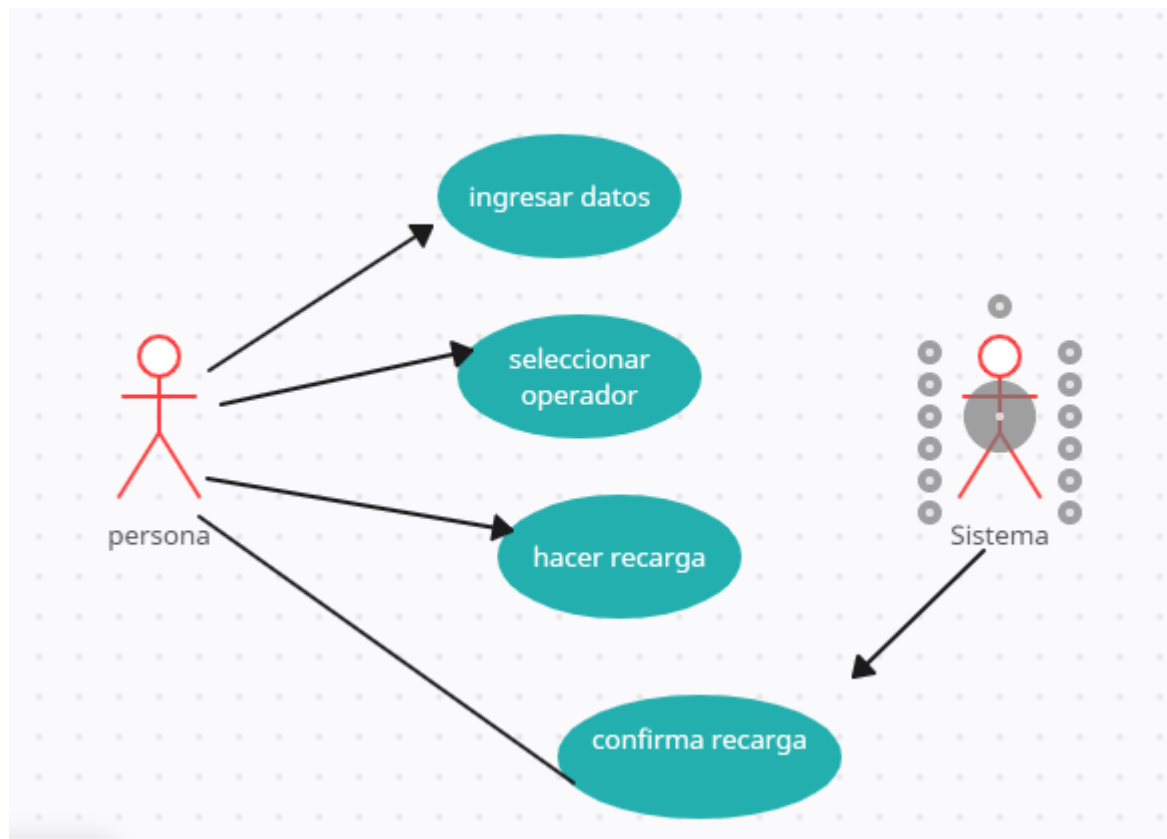 ingresar datos
seleccionar
operador
persona
hacer recarga
Sistema
confirma recarga